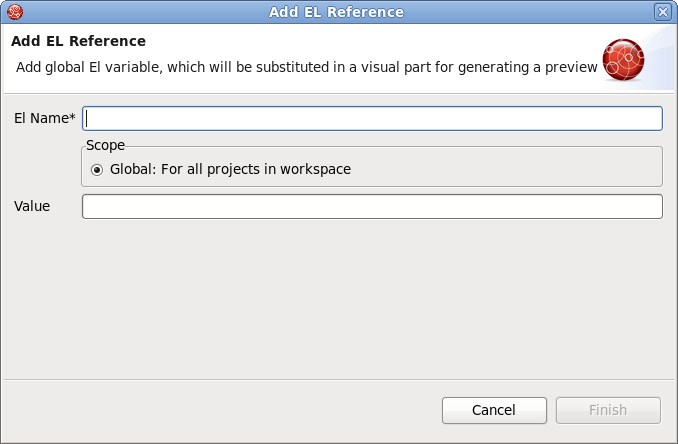 Add EL Reference
Add EL Reference
Add global El variable, which will be substituted in a visual part for generating a preview
El Name*
Scope
Global: For all projects in workspace
Value
Cancel Finish